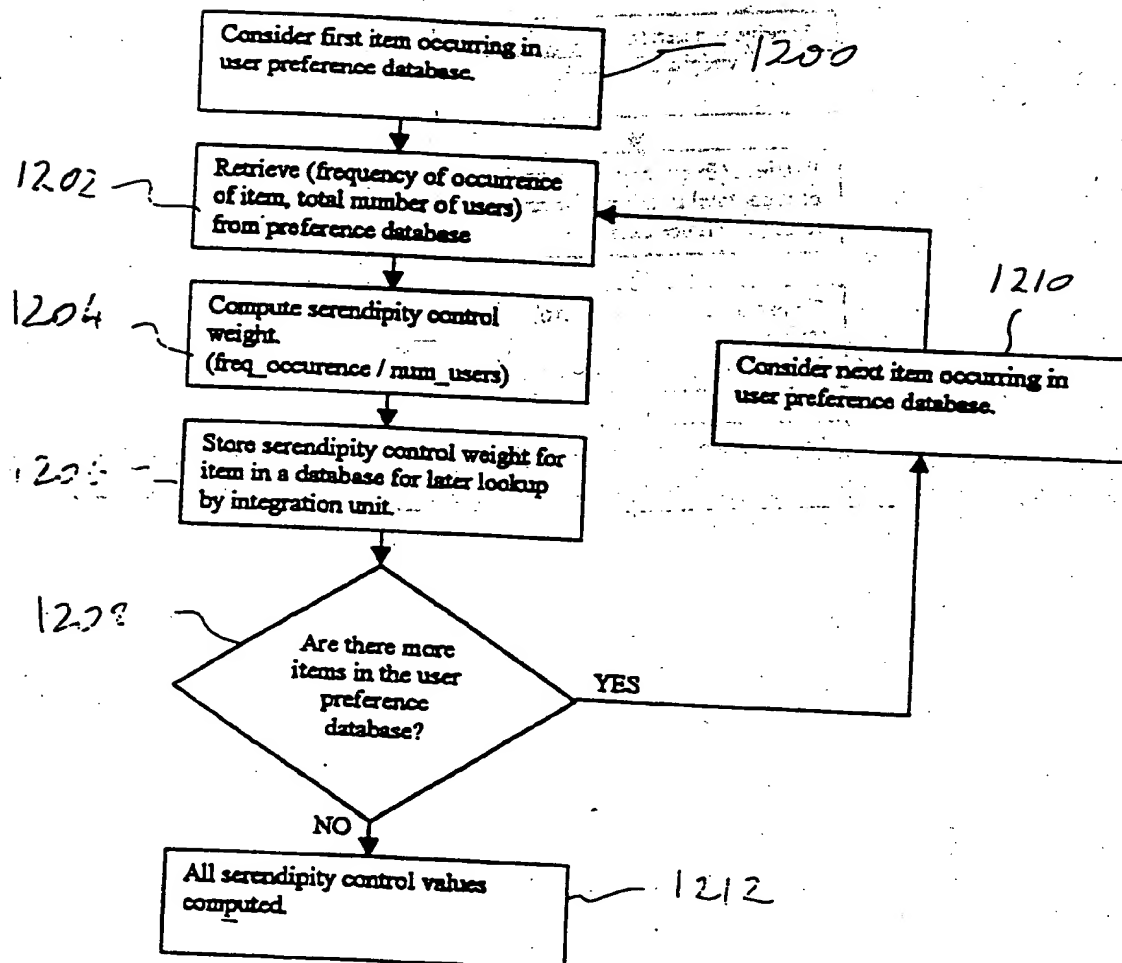 Consider first item occurring in
user preference database.
1200
1202
Retrieve (frequency of occurrence
of item, total number of users)
from preference database
1204
Compute serendipity control
weight.
(freq_occurence / num_users)
1210
Consider next item occurring in
user preference database.
Store serendipity control weight for
item in a database for later lookup
by integration unit.
1208
Are there more
items in the user
preference
database?
YES
NO
All serendipity control values
computed.
1212